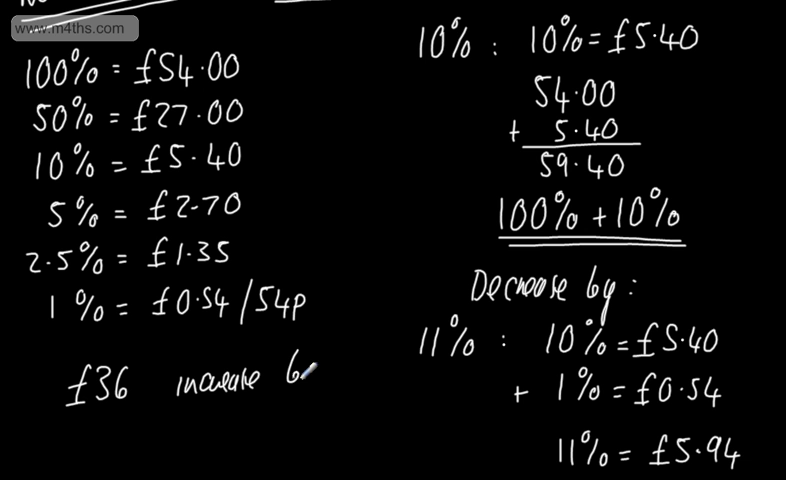 www.m4ths.com
100% = £54.00
50% = £27.00
10% = £5.40
5% = £2.70
2.5% = £1.35
1% = £0.54/54p
£36 increase
10% : 10% = £5.40
54.00
+ 5.40
59.40
100% + 10%
Decrease by:
11% : 10% = £5.40
+ 1% = £0.54
11% = £5.94